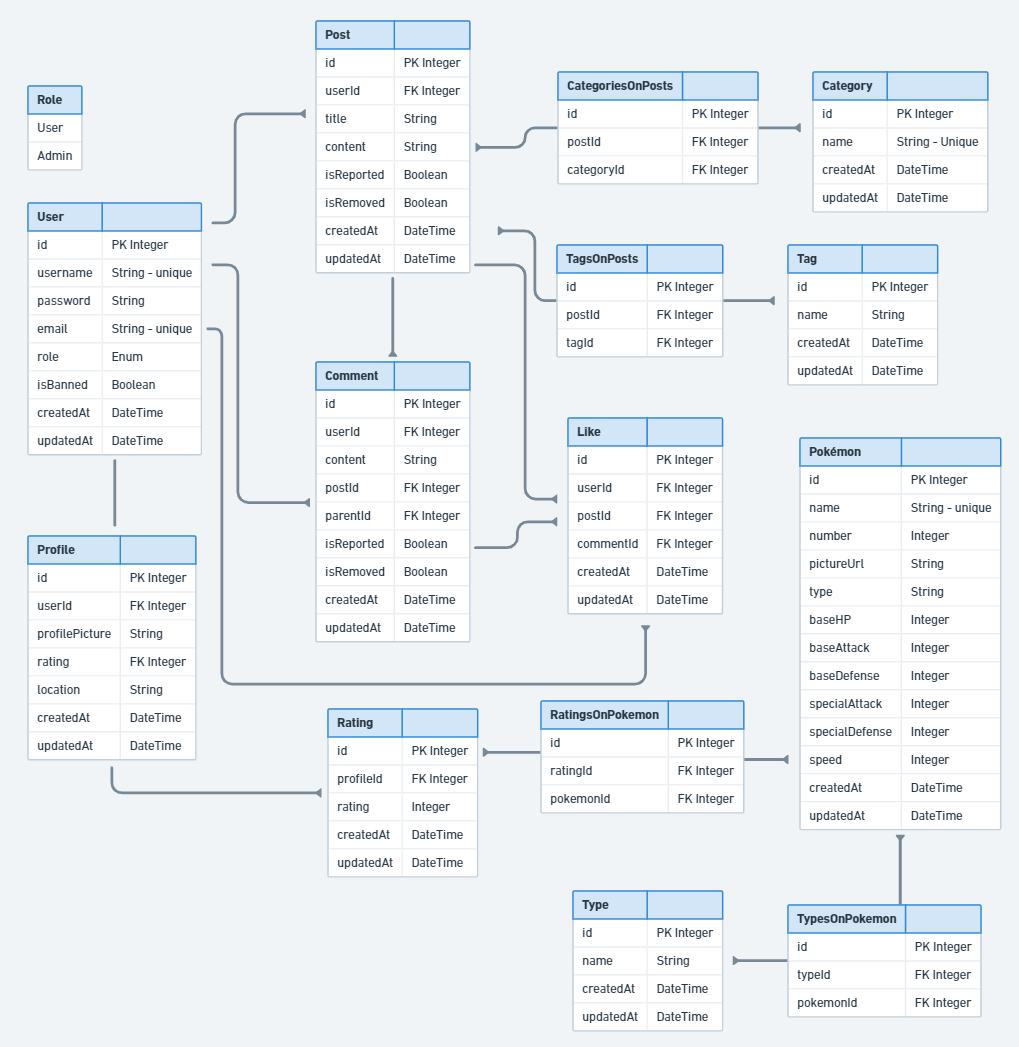 Role
User
Admin
User
id PK Integer
username String - unique
password String
email String - unique
role Enum
isBanned Boolean
createdAt DateTime
updatedAt DateTime
Profile
id PK Integer
userId FK Integer
profilePicture String
rating FK Integer
location String
createdAt DateTime
updatedAt DateTime
Post
id PK Integer
userId FK Integer
title String
content String
isReported Boolean
isRemoved Boolean
createdAt DateTime
updatedAt DateTime
Comment
id PK Integer
userId FK Integer
content String
postId FK Integer
parentId FK Integer
isReported Boolean
isRemoved Boolean
createdAt DateTime
updatedAt DateTime
Rating
id PK Integer
profileId FK Integer
rating Integer
createdAt DateTime
updatedAt DateTime
CategoriesOnPosts
id PK Integer
postId FK Integer
categoryId FK Integer
Category
id PK Integer
name String - Unique
createdAt DateTime
updatedAt DateTime
TagsOnPosts
id PK Integer
postId FK Integer
tagId FK Integer
Tag
id PK Integer
name String
createdAt DateTime
updatedAt DateTime
Like
id PK Integer
userId FK Integer
postId FK Integer
commentId FK Integer
createdAt DateTime
updatedAt DateTime
Pokémon
id PK Integer
name String - unique
number Integer
pictureUrl String
type String
baseHP Integer
baseAttack Integer
baseDefense Integer
specialAttack Integer
specialDefense Integer
speed Integer
createdAt DateTime
updatedAt DateTime
RatingsOnPokemon
id PK Integer
ratingId FK Integer
pokemonId FK Integer
Type
id PK Integer
name String
createdAt DateTime
updatedAt DateTime
TypesOnPokemon
id PK Integer
typeId FK Integer
pokemonId FK Integer